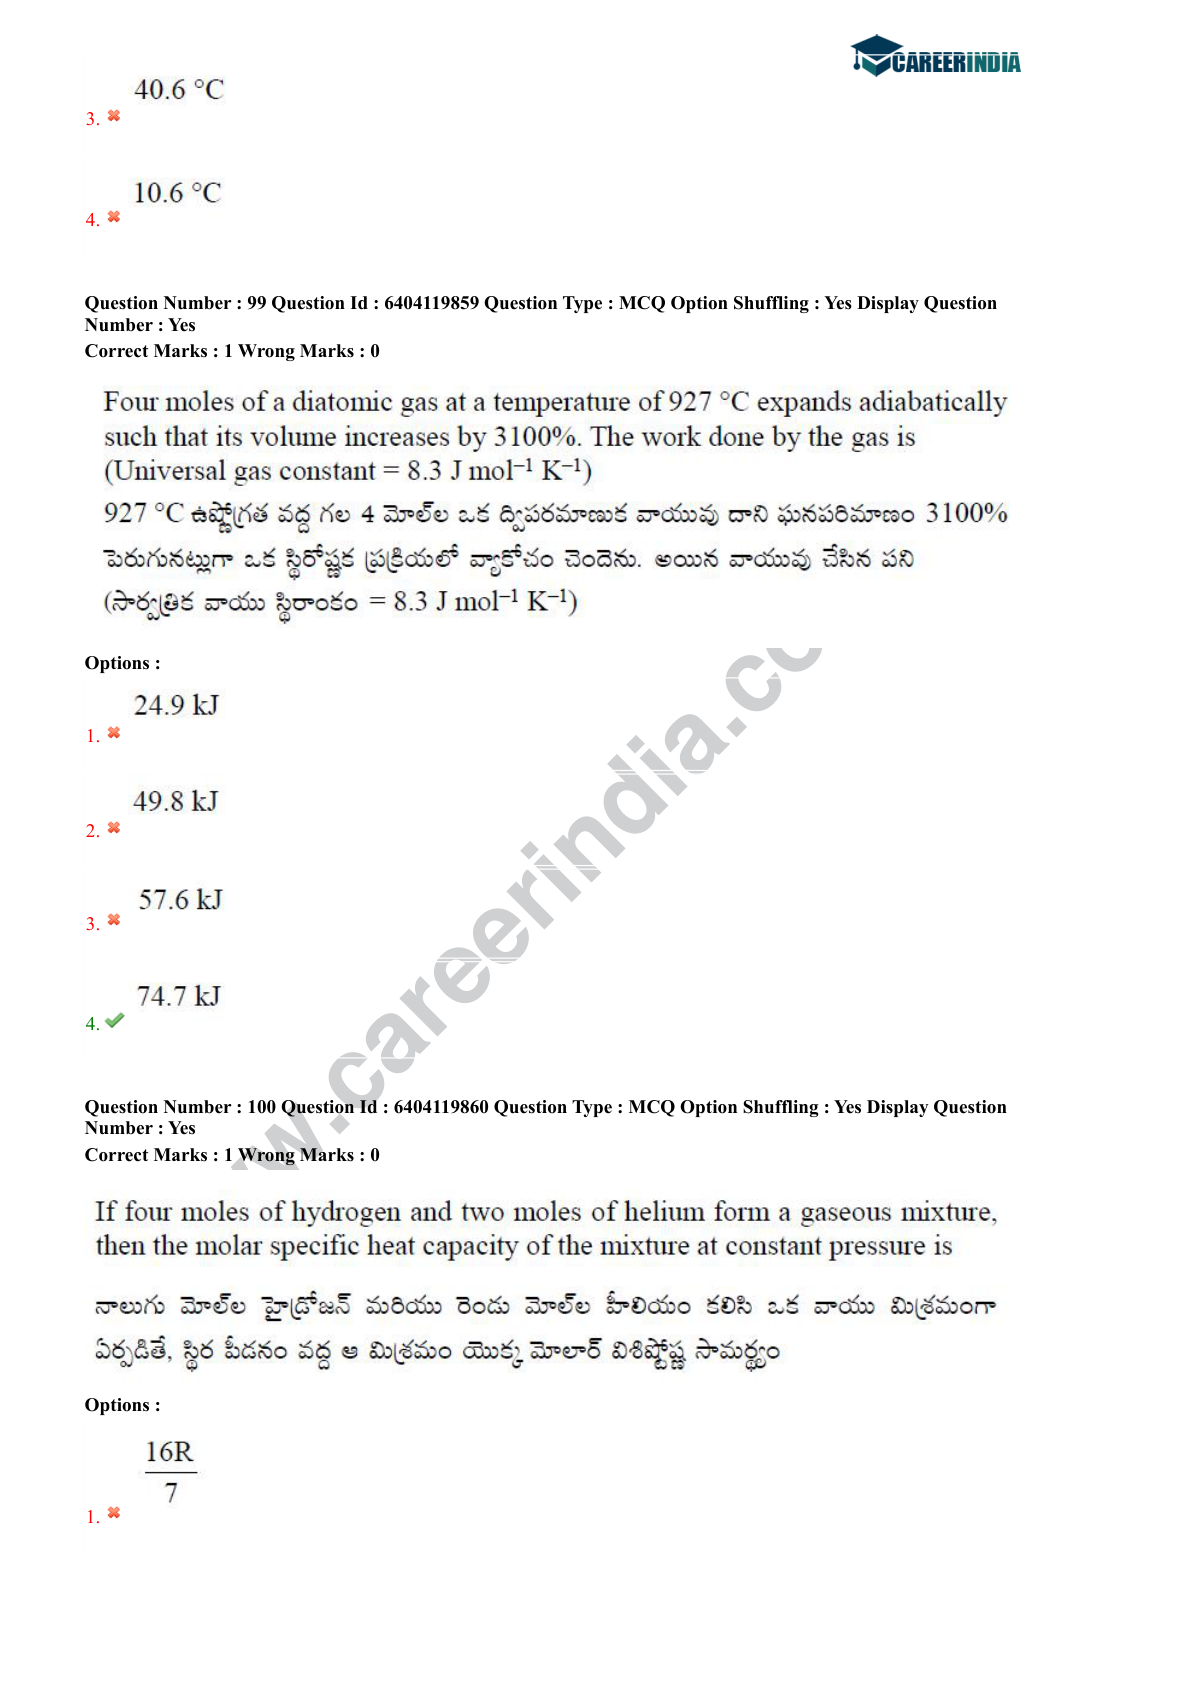 CAREERINDIA
40.6 °C
3.
10.6 °C
4.
Question Number : 99 Question Id : 6404119859 Question Type : MCQ Option Shuffling : Yes Display Question
Number : Yes
Correct Marks : 1 Wrong Marks : 0
Four moles of a diatomic gas at a temperature of 927 °C expands adiabatically
such that its volume increases by 3100%. The work done by the gas is
(Universal gas constant = 8.3 J mol⁻¹ K⁻¹)
927 °C ఉష్ణోగ్రత వద్ద గల 4 మోల్‌ల ఒక ద్విపరమాణుక వాయువు దాని ఘనపరిమాణం 3100%
పెరుగునట్లుగా ఒక స్థిరోష్ణక ప్రక్రియలో వ్యాకోచం చెందెను. అయిన వాయువు చేసిన పని
(సార్వత్రిక వాయు స్థిరాంకం = 8.3 J mol⁻¹ K⁻¹)
Options :
24.9 kJ
1.
49.8 kJ
2.
57.6 kJ
3.
74.7 kJ
4.
w.careerindia.co
Question Number : 100 Question Id : 6404119860 Question Type : MCQ Option Shuffling : Yes Display Question
Number : Yes
Correct Marks : 1 Wrong Marks : 0
If four moles of hydrogen and two moles of helium form a gaseous mixture,
then the molar specific heat capacity of the mixture at constant pressure is
నాలుగు మోల్‌ల హైడ్రోజన్ మరియు రెండు మోల్‌ల హీలియం కలిసి ఒక వాయు మిశ్రమంగా
ఏర్పడితే, స్థిర పీడనం వద్ద ఆ మిశ్రమం యొక్క మోలార్ విశిష్టోష్ణ సామర్థ్యం
Options :
16R
7
1.